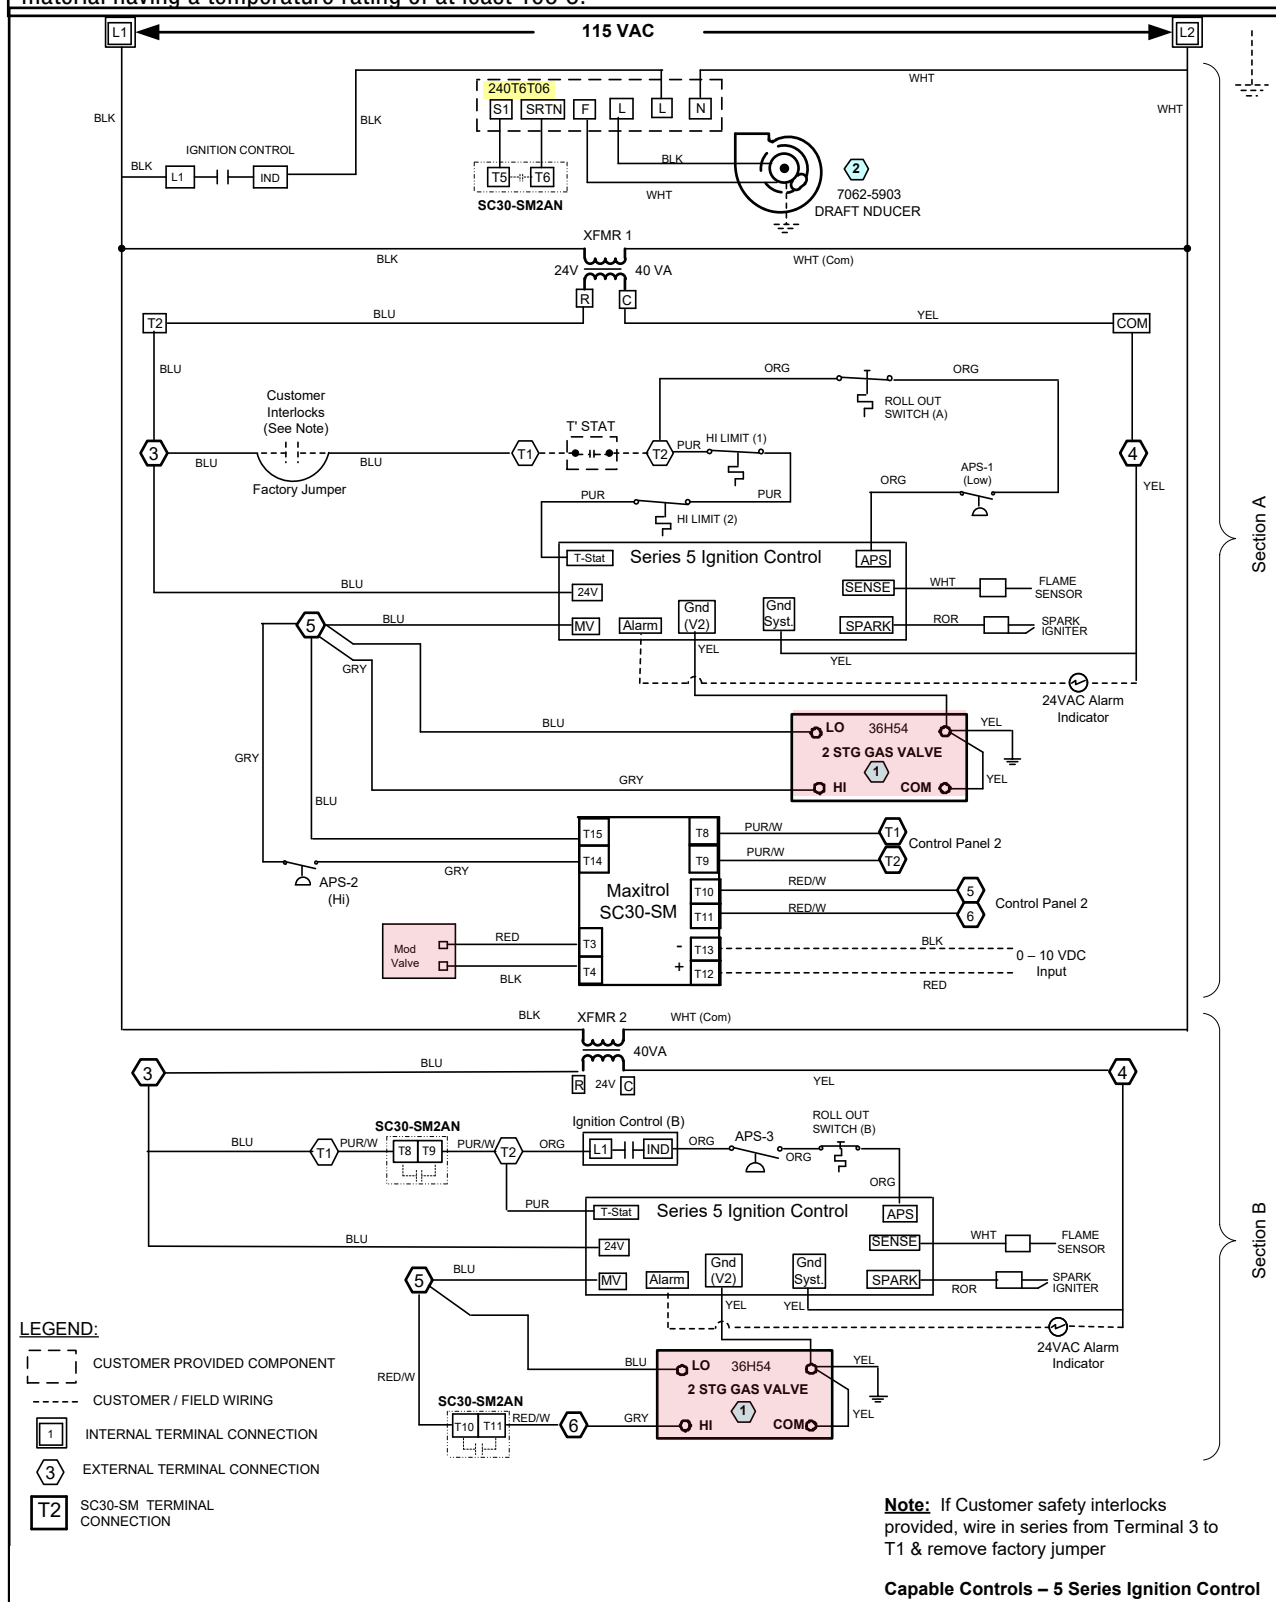 L1
115 VAC
L2
240T6T06
S1 SRTN F L L N
WHT
BLK
BLK
WHT
IGNITION CONTROL
BLK
L1 IND
T5 T6
SC30-SM2AN
BLK
WHT
2
7062-5903
DRAFT NDUCER
XFMR 1
BLK
24V 40 VA
WHT (Com)
R C
T2
BLU
YEL
COM
BLU
ORG
ORG
ROLL OUT
SWITCH (A)
Customer
Interlocks
(See Note)
T' STAT
3
BLU
BLU
T1
T2
PUR
HI LIMIT (1)
4
Factory Jumper
APS-1
(Low)
ORG
YEL
PUR
PUR
HI LIMIT (2)
Section A
T-Stat
Series 5 Ignition Control
APS
BLU
24V
SENSE
WHT
FLAME
SENSOR
Gnd
(V2)
Gnd
Syst.
5
BLU
MV
Alarm
SPARK
ROR
SPARK
IGNITER
GRY
YEL
YEL
24VAC Alarm
Indicator
BLU
LO
36H54
YEL
2 STG GAS VALVE
1
GRY
GRY
HI
COM
YEL
BLU
T15
T8
PUR/W
T1
Control Panel 2
T14
T9
PUR/W
T2
GRY
APS-2
(Hi)
Maxitrol
SC30-SM
T10
RED/W
5
T11
RED/W
6
Control Panel 2
Mod
Valve
RED
T3
- T13
BLK
0 – 10 VDC
Input
BLK
T4
+ T12
RED
BLK
XFMR 2
WHT (Com)
40VA
3
BLU
R 24V C
YEL
4
SC30-SM2AN
Ignition Control (B)
ROLL OUT
SWITCH (B)
BLU
T1
PUR/W
T8 T9
PUR/W
T2
ORG
L1 IND
ORG
APS-3
ORG
ORG
PUR
T-Stat
Series 5 Ignition Control
APS
Section B
BLU
24V
SENSE
WHT
FLAME
SENSOR
Gnd
(V2)
Gnd
Syst.
5
BLU
MV
Alarm
SPARK
ROR
SPARK
IGNITER
YEL
YEL
24VAC Alarm
Indicator
LEGEND:
CUSTOMER PROVIDED COMPONENT
BLU
LO
36H54
YEL
RED/W
2 STG GAS VALVE
CUSTOMER / FIELD WIRING
SC30-SM2AN
1
T10 T11
RED/W
6
GRY
HI
COM
YEL
1
INTERNAL TERMINAL CONNECTION
3
EXTERNAL TERMINAL CONNECTION
T2
SC30-SM TERMINAL
CONNECTION
Note: If Customer safety interlocks
provided, wire in series from Terminal 3 to
T1 & remove factory jumper
Capable Controls – 5 Series Ignition Control